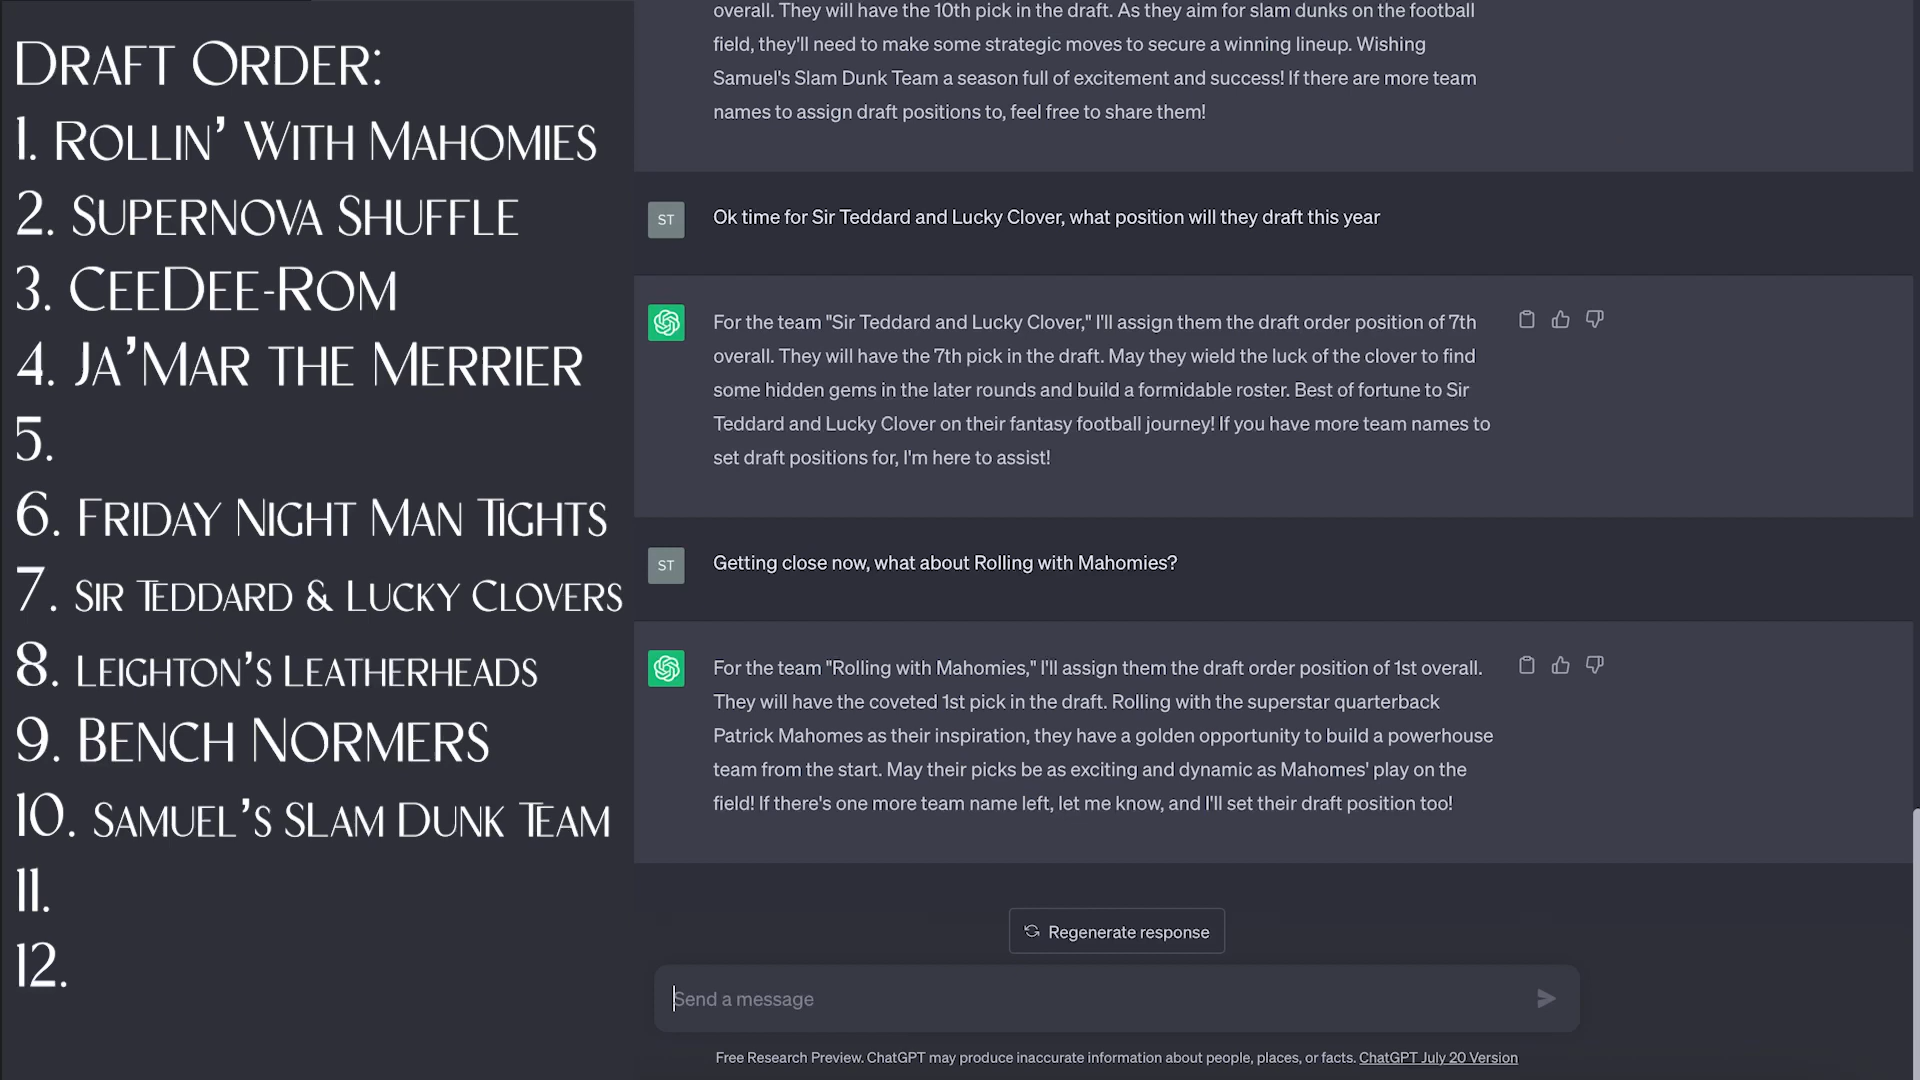 DRAFT ORDER:
1. ROLLIN' WITH MAHOMIES
2. SUPERNOVA SHUFFLE
3. CEEDEE-ROM
4. JA'MAR THE MERRIER
5.
6. FRIDAY NIGHT MAN TIGHTS
7. SIR TEDDARD & LUCKY CLOVERS
8. LEIGHTON'S LEATHERHEADS
9. BENCH NORMERS
10. SAMUEL'S SLAM DUNK TEAM
11.
12.
overall. They will have the 10th pick in the draft. As they aim for slam dunks on the football
field, they'll need to make some strategic moves to secure a winning lineup. Wishing
Samuel's Slam Dunk Team a season full of excitement and success! If there are more team
names to assign draft positions to, feel free to share them!
ST
Ok time for Sir Teddard and Lucky Clover, what position will they draft this year
For the team "Sir Teddard and Lucky Clover," I'll assign them the draft order position of 7th
overall. They will have the 7th pick in the draft. May they wield the luck of the clover to find
some hidden gems in the later rounds and build a formidable roster. Best of fortune to Sir
Teddard and Lucky Clover on their fantasy football journey! If you have more team names to
set draft positions for, I'm here to assist!
ST
Getting close now, what about Rolling with Mahomies?
For the team "Rolling with Mahomies," I'll assign them the draft order position of 1st overall.
They will have the coveted 1st pick in the draft. Rolling with the superstar quarterback
Patrick Mahomes as their inspiration, they have a golden opportunity to build a powerhouse
team from the start. May their picks be as exciting and dynamic as Mahomes' play on the
field! If there's one more team name left, let me know, and I'll set their draft position too!
Regenerate response
Send a message
Free Research Preview. ChatGPT may produce inaccurate information about people, places, or facts. ChatGPT July 20 Version